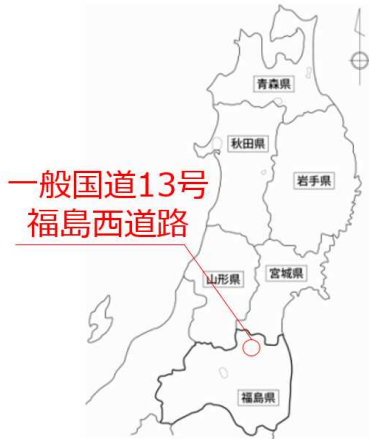 青森県
秋田県
岩手県
一般国道13号
福島西道路
山形県
宮城県
福島県